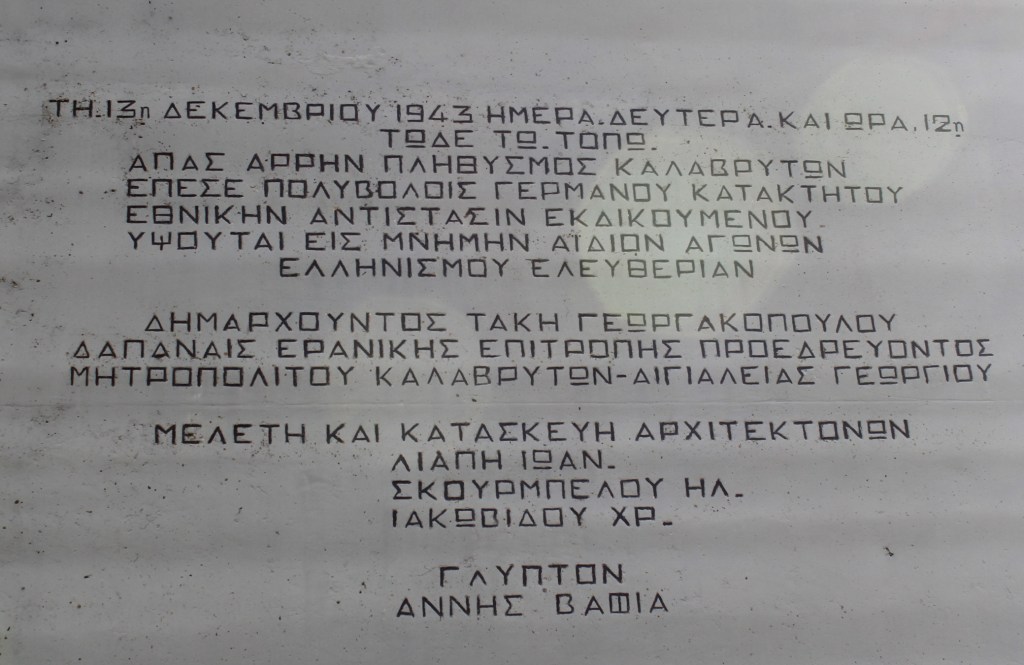 ΤΗ.13η ΔΕΚΕΜΒΡΙΟΥ 1943 ΗΜΕΡΑ.ΔΕΥΤΕΡΑ.ΚΑΙ ΩΡΑ.12η
ΤΩΔΕ ΤΩ.ΤΟΠΩ.
ΑΠΑΣ ΑΡΡΗΝ ΠΛΗΘΥΣΜΟΣ ΚΑΛΑΒΡΥΤΩΝ
ΕΠΕΣΕ ΠΟΛΥΒΟΛΟΙΣ ΓΕΡΜΑΝΟΥ ΚΑΤΑΚΤΗΤΟΥ
ΕΘΝΙΚΗΝ ΑΝΤΙΣΤΑΣΙΝ ΕΚΔΙΚΟΥΜΕΝΟΥ.
ΥΨΟΥΤΑΙ ΕΙΣ ΜΝΗΜΗΝ ΑΪΔΙΩΝ ΑΓΩΝΩΝ
ΕΛΛΗΝΙΣΜΟΥ ΕΛΕΥΘΕΡΙΑΝ
ΔΗΜΑΡΧΟΥΝΤΟΣ ΤΑΚΗ ΓΕΩΡΓΑΚΟΠΟΥΛΟΥ
ΔΑΠΑΝΑΙΣ ΕΡΑΝΙΚΗΣ ΕΠΙΤΡΟΠΗΣ ΠΡΟΕΔΡΕΥΟΝΤΟΣ
ΜΗΤΡΟΠΟΛΙΤΟΥ ΚΑΛΑΒΡΥΤΩΝ-ΑΙΓΙΑΛΕΙΑΣ ΓΕΩΡΓΙΟΥ
ΜΕΛΕΤΗ ΚΑΙ ΚΑΤΑΣΚΕΥΗ ΑΡΧΙΤΕΚΤΟΝΩΝ
ΛΙΑΠΗ ΙΩΑΝ.
ΣΚΟΥΡΜΠΕΛΟΥ ΗΛ.
ΙΑΚΩΒΙΔΟΥ ΧΡ.
ΓΛΥΠΤΟΝ
ΑΝΝΗΣ ΒΑΦΙΑ